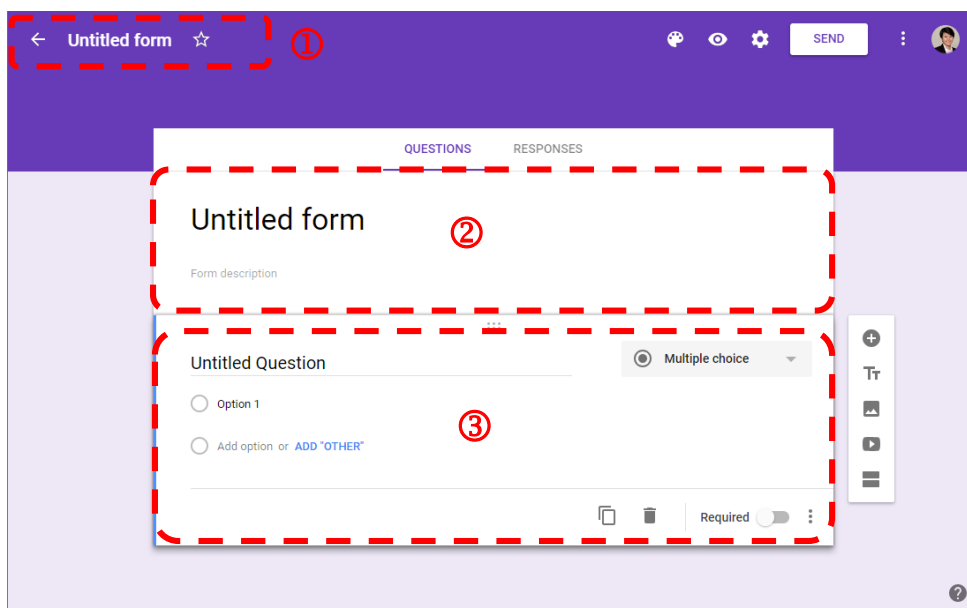 Untitled form ①
SEND
QUESTIONS RESPONSES
Untitled form
②
Form description
Untitled Question
Multiple choice
Tт
Option 1
③
Add option or ADD "OTHER"
Required
?